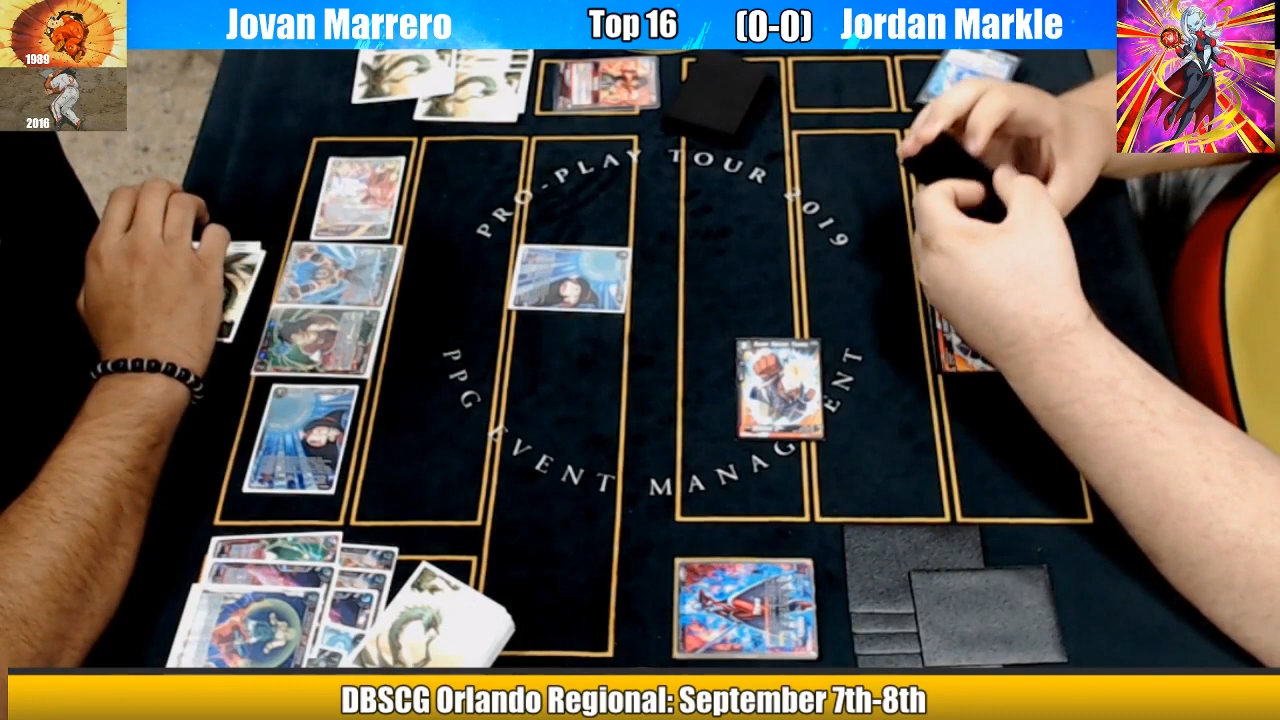 Jovan Marrero
Top 16
(0-0)
Jordan Markle
1989
2016
PRO-PLAY TOUR 2019
PPG EVENT MANAGEMENT
DBSCG Orlando Regional: September 7th-8th